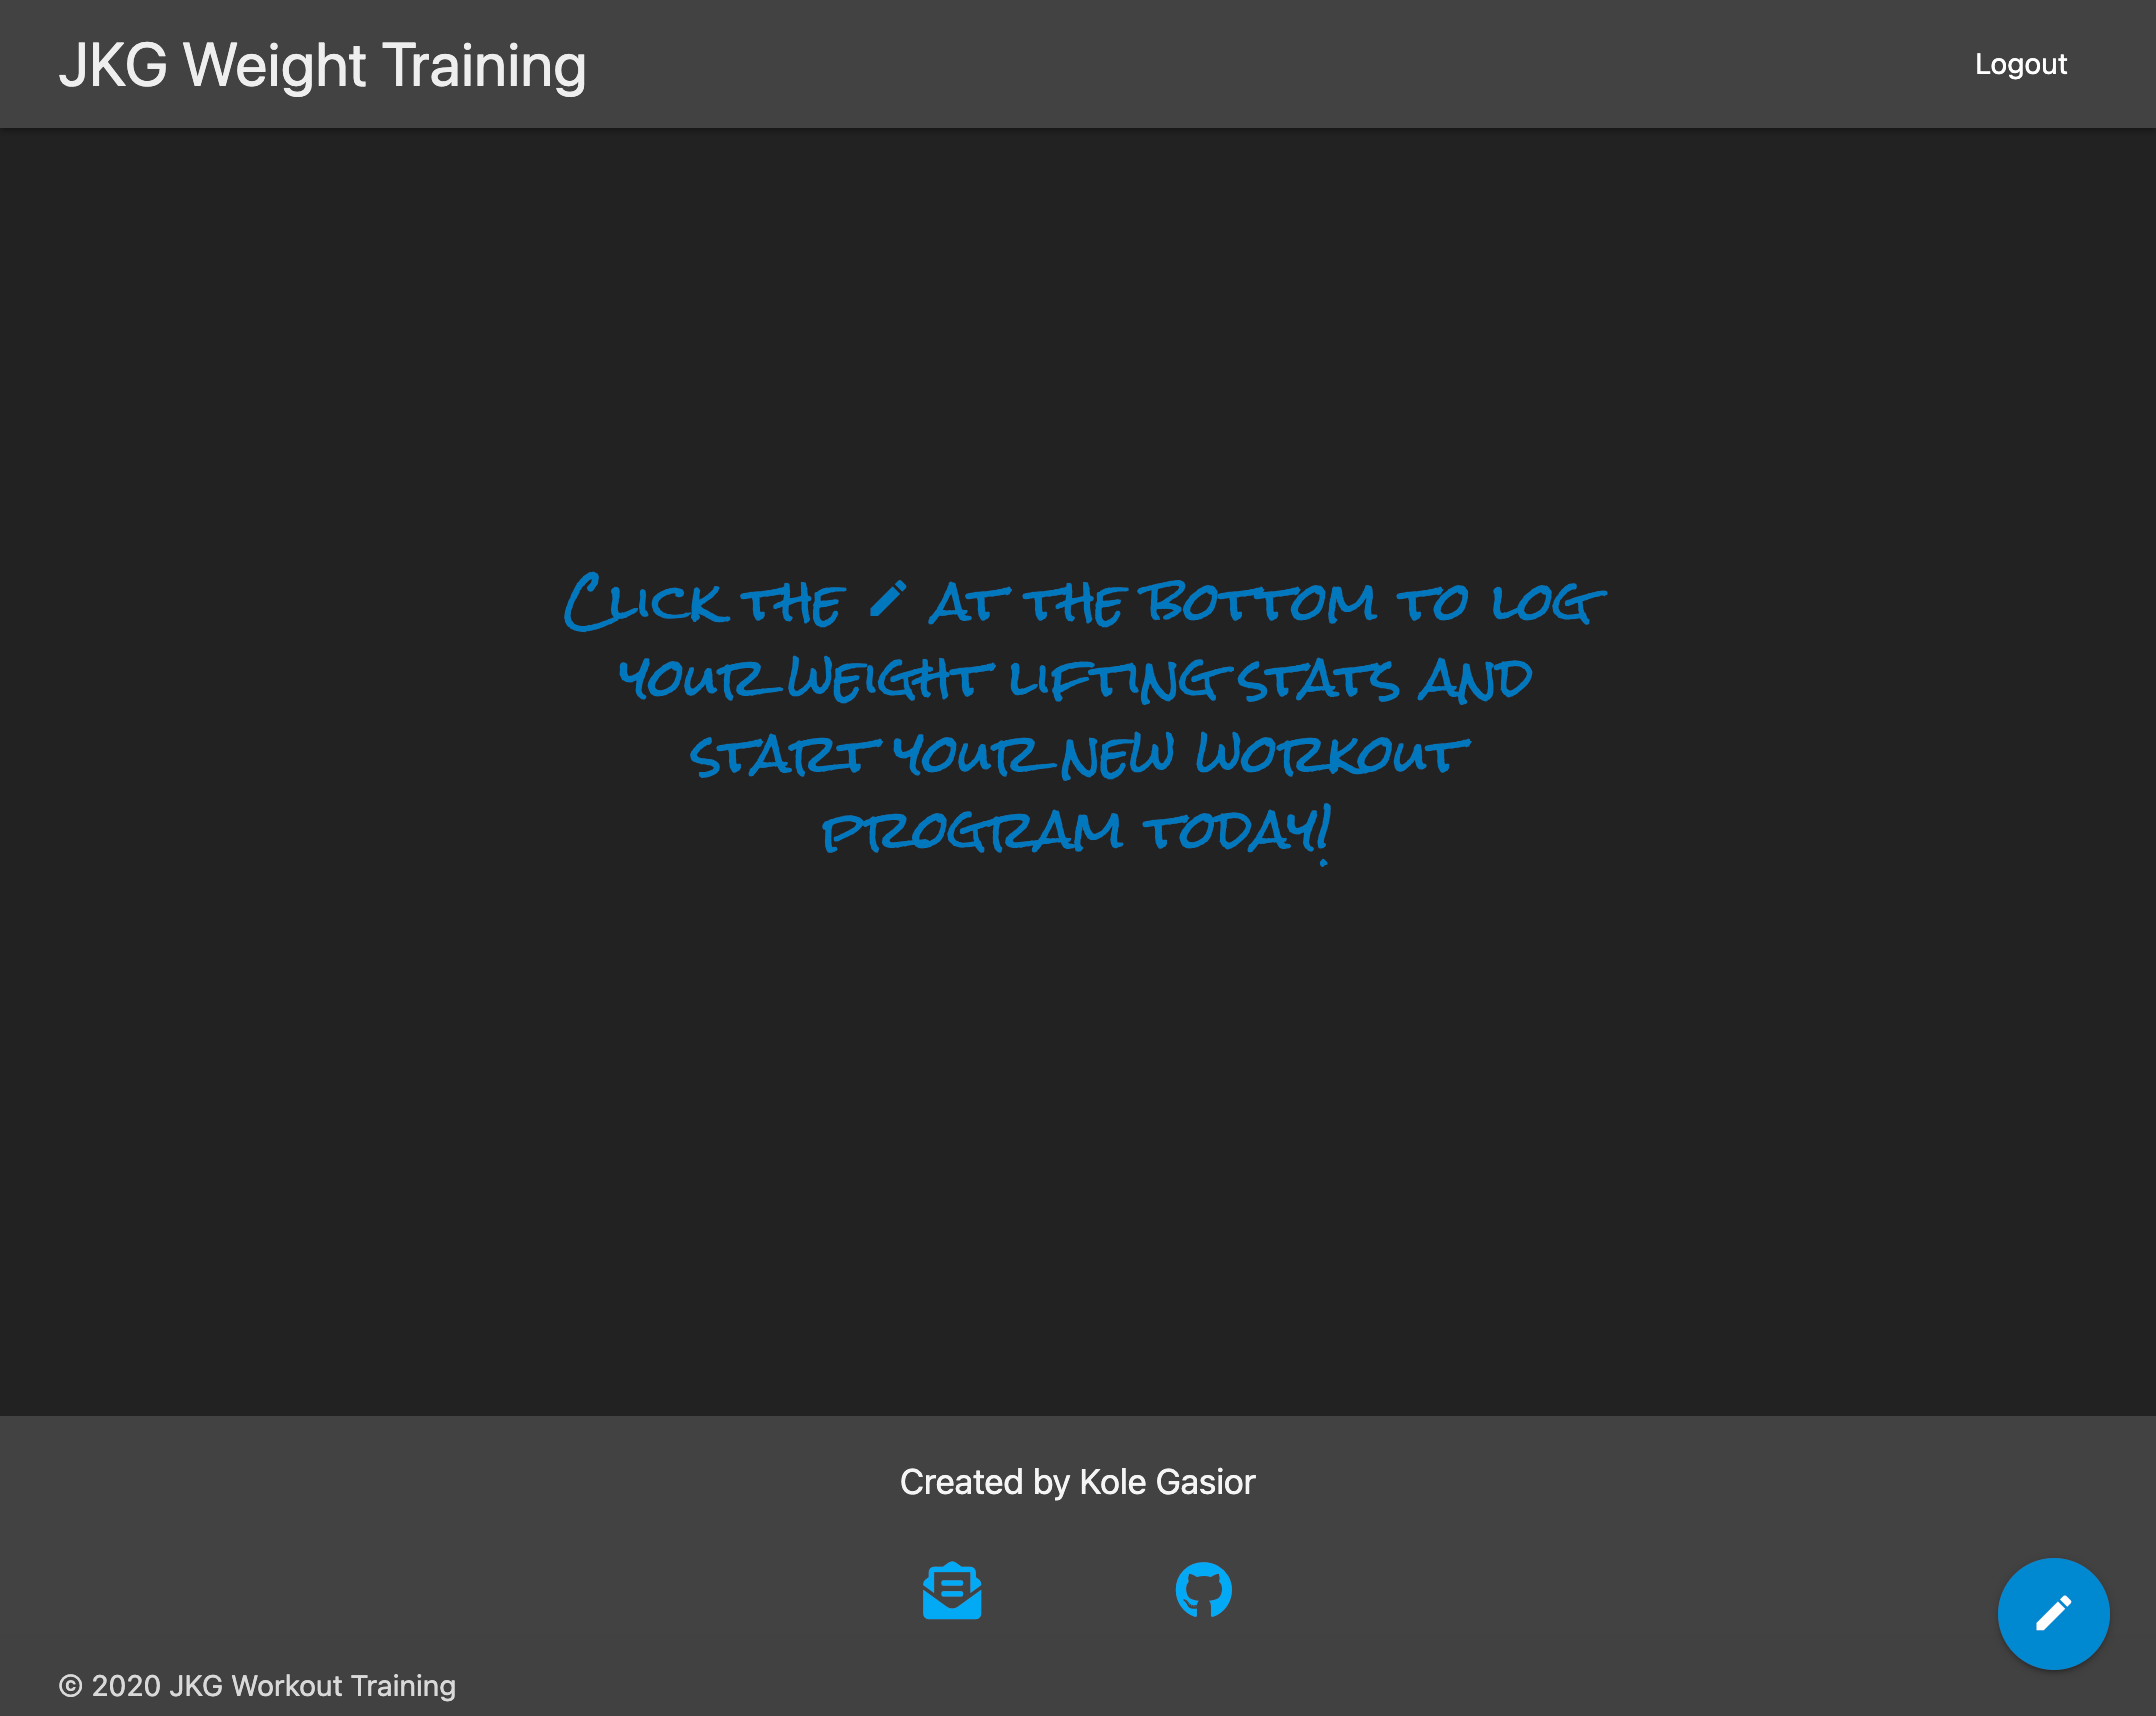 JKG Weight Training
Logout
Click the at the bottom to log
your weight lifting stats and
start your new workout
program today!
Created by Kole Gasior
© 2020 JKG Workout Training